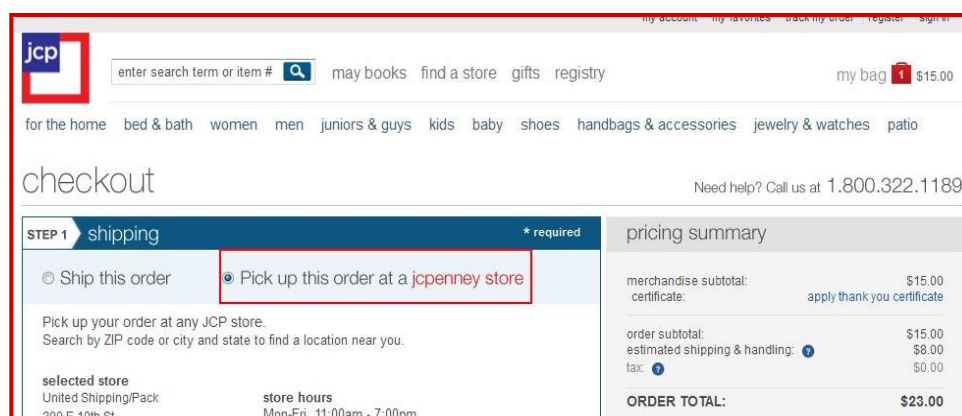 my account my favorites track my order register sign in
jcp
enter search term or item # may books find a store gifts registry my bag 1 $15.00
for the home bed & bath women men juniors & guys kids baby shoes handbags & accessories jewelry & watches patio
checkout
Need help? Call us at 1.800.322.1189
STEP 1 shipping * required
Ship this order Pick up this order at a jcpenney store
Pick up your order at any JCP store.
Search by ZIP code or city and state to find a location near you.
selected store
United Shipping/Pack store hours
200 E 10th St Mon-Fri 11:00am - 7:00pm
pricing summary
merchandise subtotal: $15.00
certificate: apply thank you certificate
order subtotal: $15.00
estimated shipping & handling: ? $8.00
tax: ? $0.00
ORDER TOTAL: $23.00